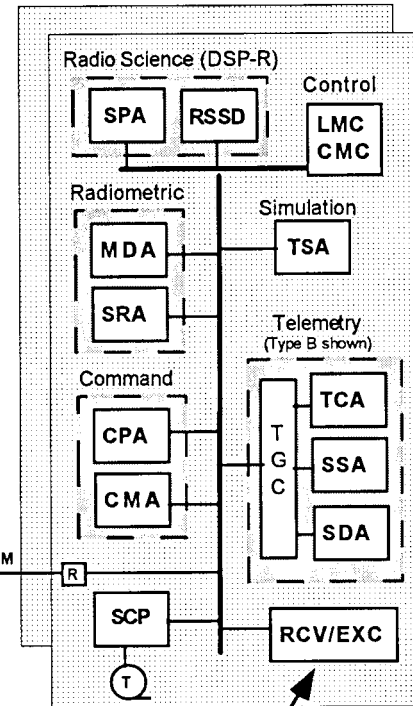 Radio Science (DSP-R)
SPA
RSSD
Control
LMC
CMC
Radiometric
MDA
SRA
Simulation
TSA
Telemetry
(Type B shown)
TGC
TCA
SSA
SDA
Command
CPA
CMA
M
R
SCP
T
RCV/EXC